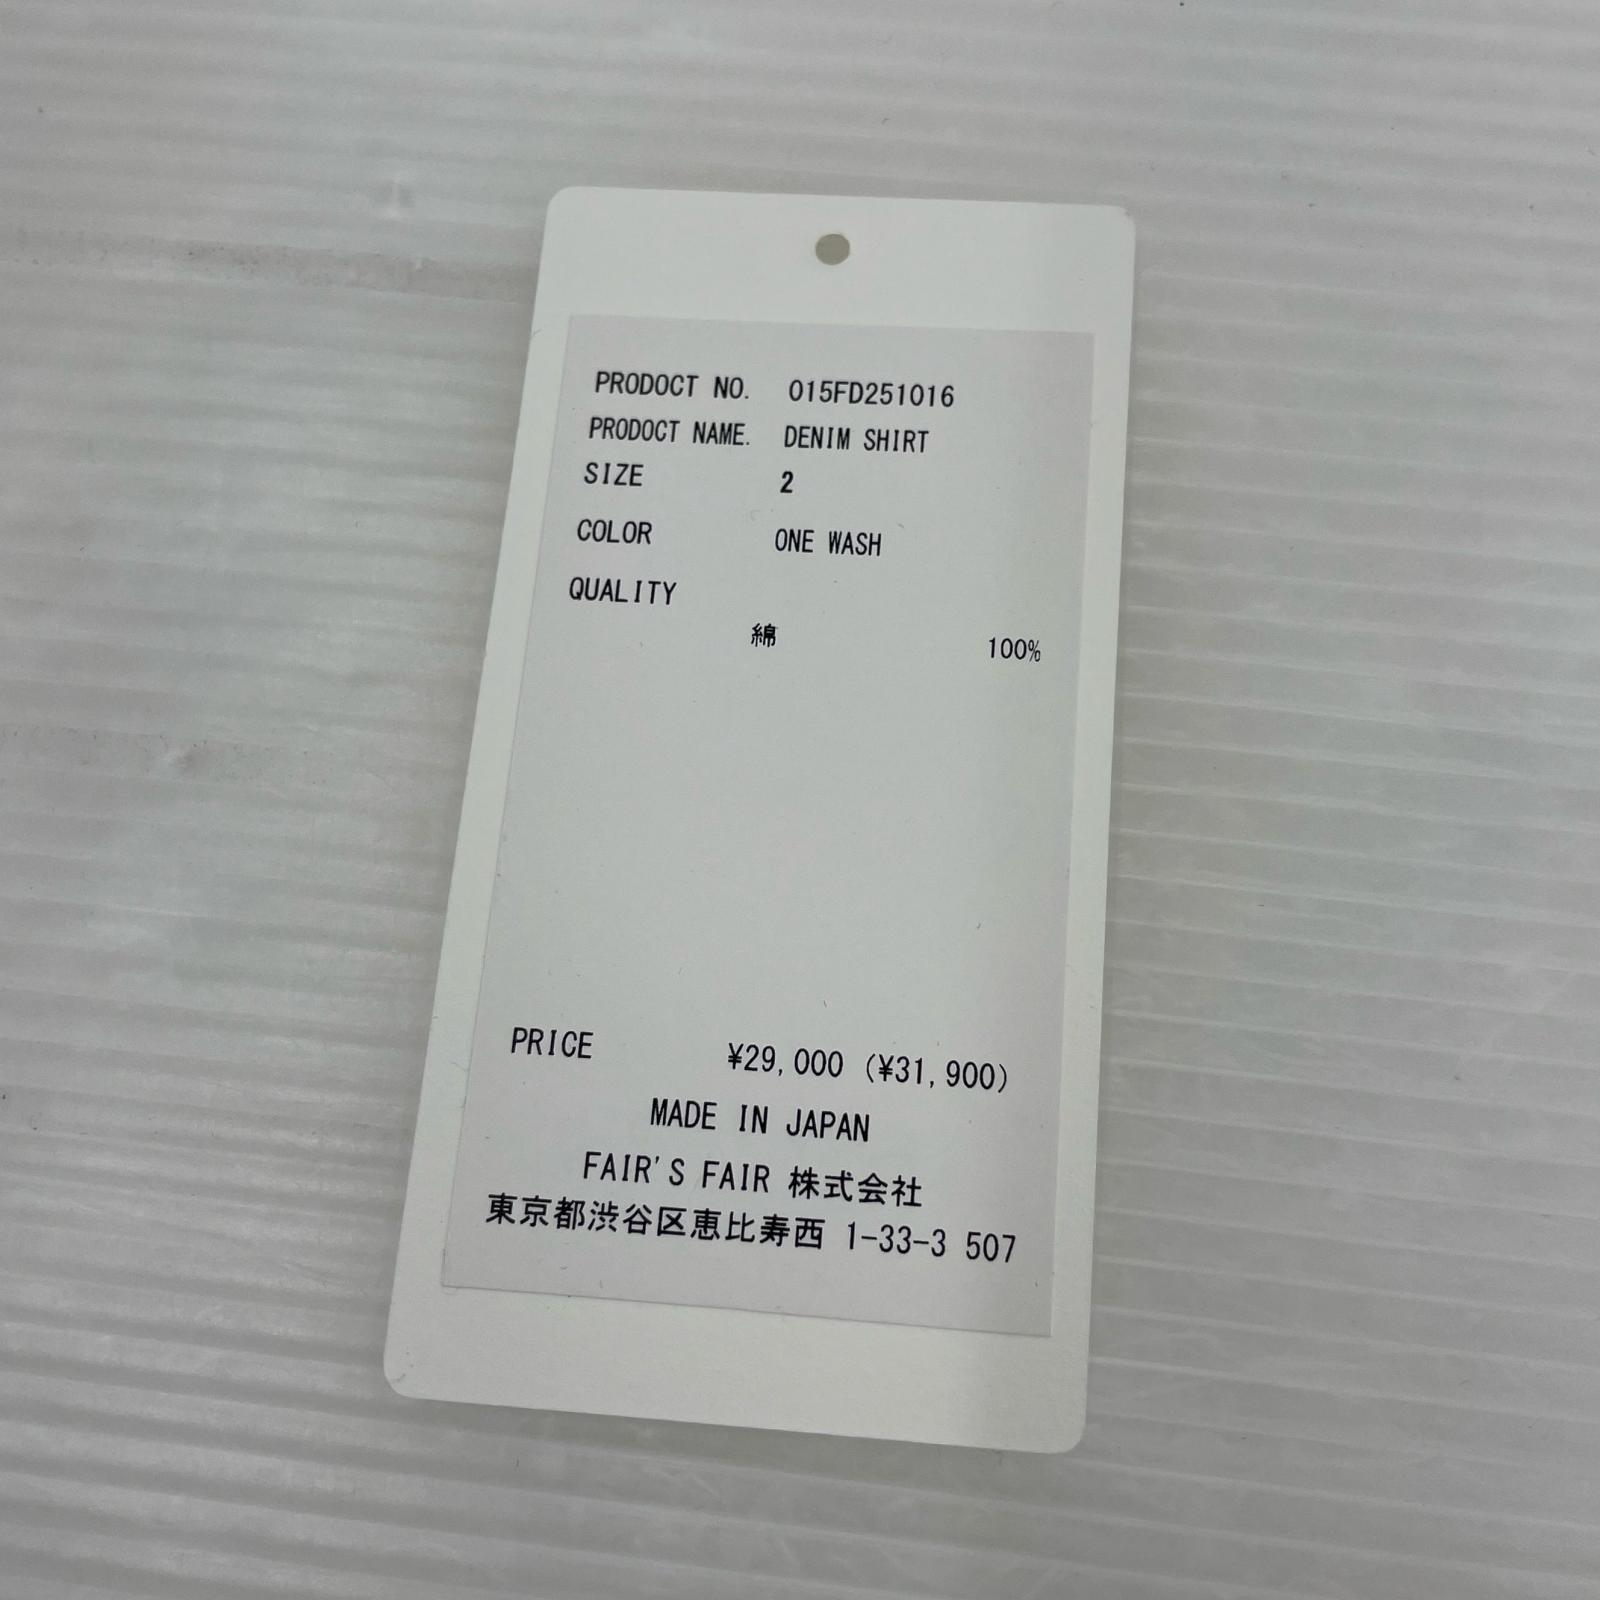 PRODOCT NO. 015FD251016
PRODOCT NAME. DENIM SHIRT
SIZE 2
COLOR ONE WASH
QUALITY
綿 100%
PRICE ¥29,000 (¥31,900)
MADE IN JAPAN
FAIR'S FAIR 株式会社
東京都渋谷区恵比寿西 1-33-3 507